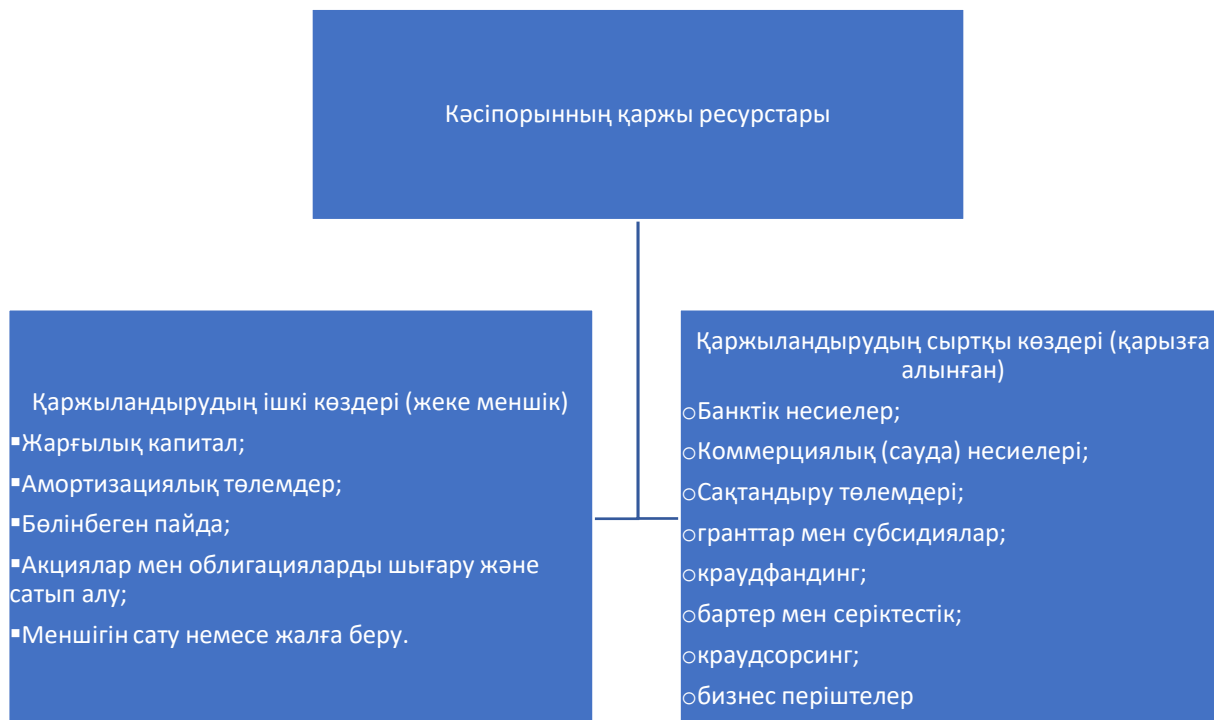 Кәсіпорынның қаржы ресурстары
Қаржыландырудың ішкі көздері (жеке меншік)
▪Жарғылық капитал;
▪Амортизациялық төлемдер;
▪Бөлінбеген пайда;
▪Акциялар мен облигацияларды шығару және
сатып алу;
▪Меншігін сату немесе жалға беру.
Қаржыландырудың сыртқы көздері (қарызға
алынған)
oБанктік несиелер;
oКоммерциялық (сауда) несиелері;
oСақтандыру төлемдері;
oгранттар мен субсидиялар;
oкраудфандинг;
oбартер мен серіктестік;
oкраудсорсинг;
oбизнес періштелер